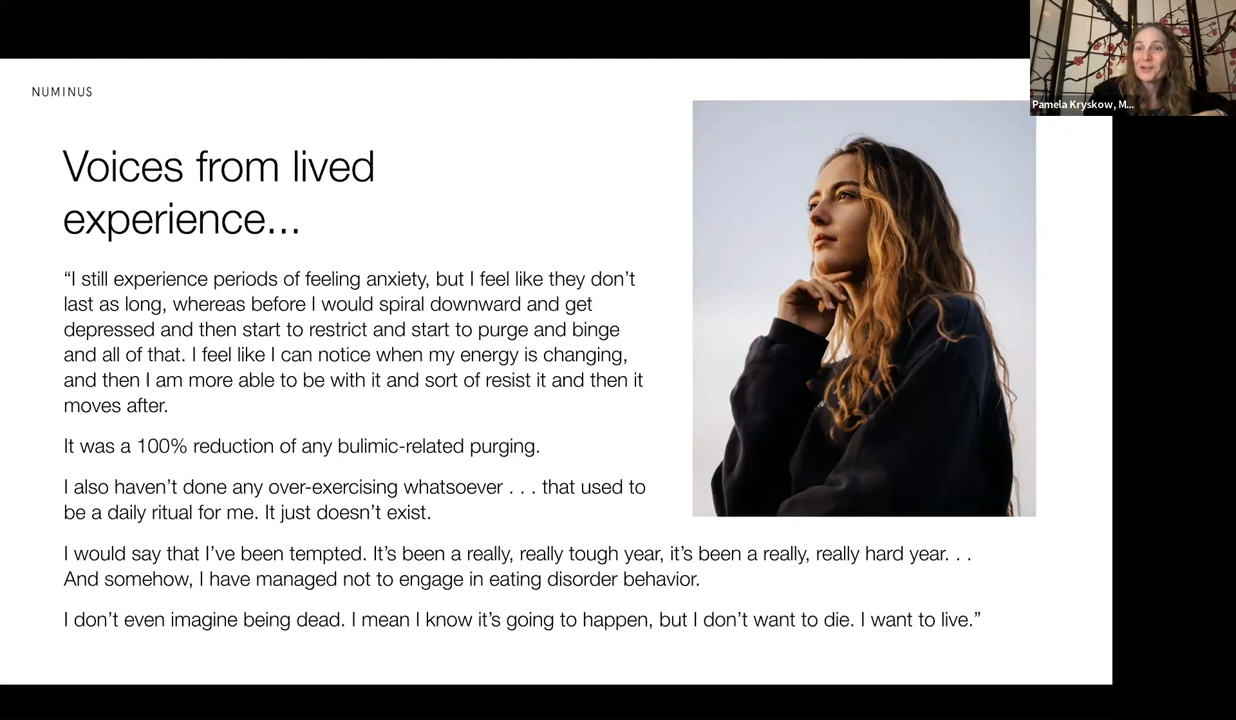 NUMINUS
Pamela Kryskow, M...
Voices from lived
experience...
“I still experience periods of feeling anxiety, but I feel like they don’t
last as long, whereas before I would spiral downward and get
depressed and then start to restrict and start to purge and binge
and all of that. I feel like I can notice when my energy is changing,
and then I am more able to be with it and sort of resist it and then it
moves after.
It was a 100% reduction of any bulimic-related purging.
I also haven’t done any over-exercising whatsoever . . . that used to
be a daily ritual for me. It just doesn’t exist.
I would say that I’ve been tempted. It’s been a really, really tough year, it’s been a really, really hard year. . .
And somehow, I have managed not to engage in eating disorder behavior.
I don’t even imagine being dead. I mean I know it’s going to happen, but I don’t want to die. I want to live.”